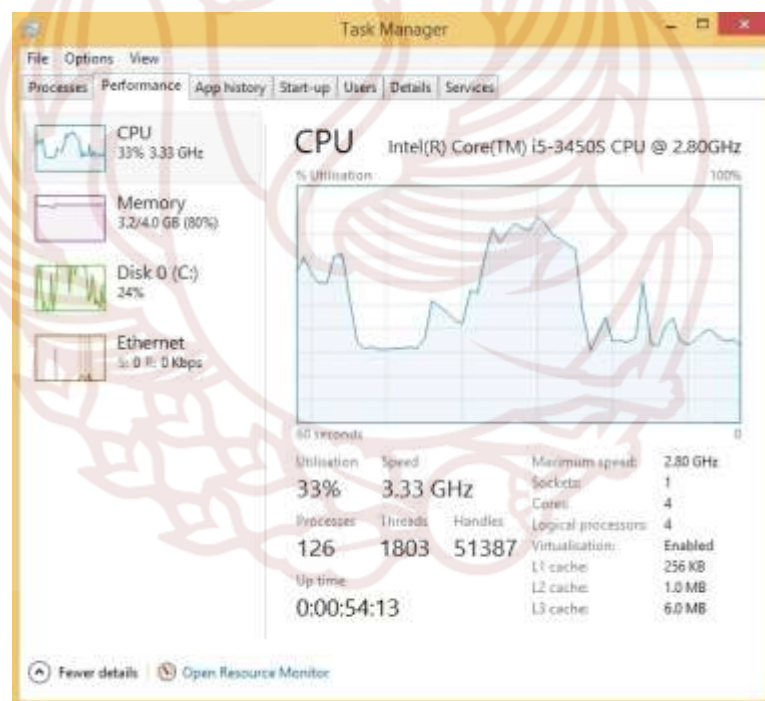 Task Manager
File Options View
Processes Performance App history Start-up Users Details Services
CPU
33% 3.33 GHz
Memory
3.2/4.0 GB (80%)
Disk 0 (C:)
24%
Ethernet
S: 0 R: 0 Kbps
CPU Intel(R) Core(TM) i5-3450S CPU @ 2.80GHz
% Utilisation 100%
60 seconds 0
Utilisation Speed
33% 3.33 GHz
Processes Threads Handles
126 1803 51387
Up time
0:00:54:13
Maximum speed: 2.80 GHz
Sockets: 1
Cores: 4
Logical processors: 4
Virtualisation: Enabled
L1 cache: 256 KB
L2 cache: 1.0 MB
L3 cache: 6.0 MB
Fewer details Open Resource Monitor